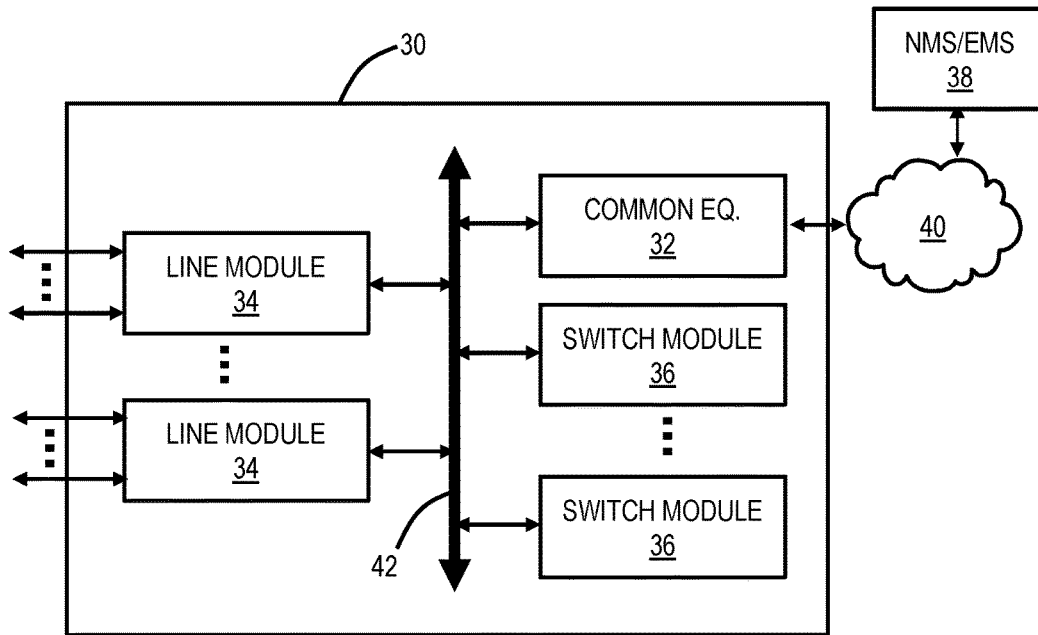 30
NMS/EMS
38
COMMON EQ.
32
40
LINE MODULE
34
SWITCH MODULE
36
LINE MODULE
34
SWITCH MODULE
36
42